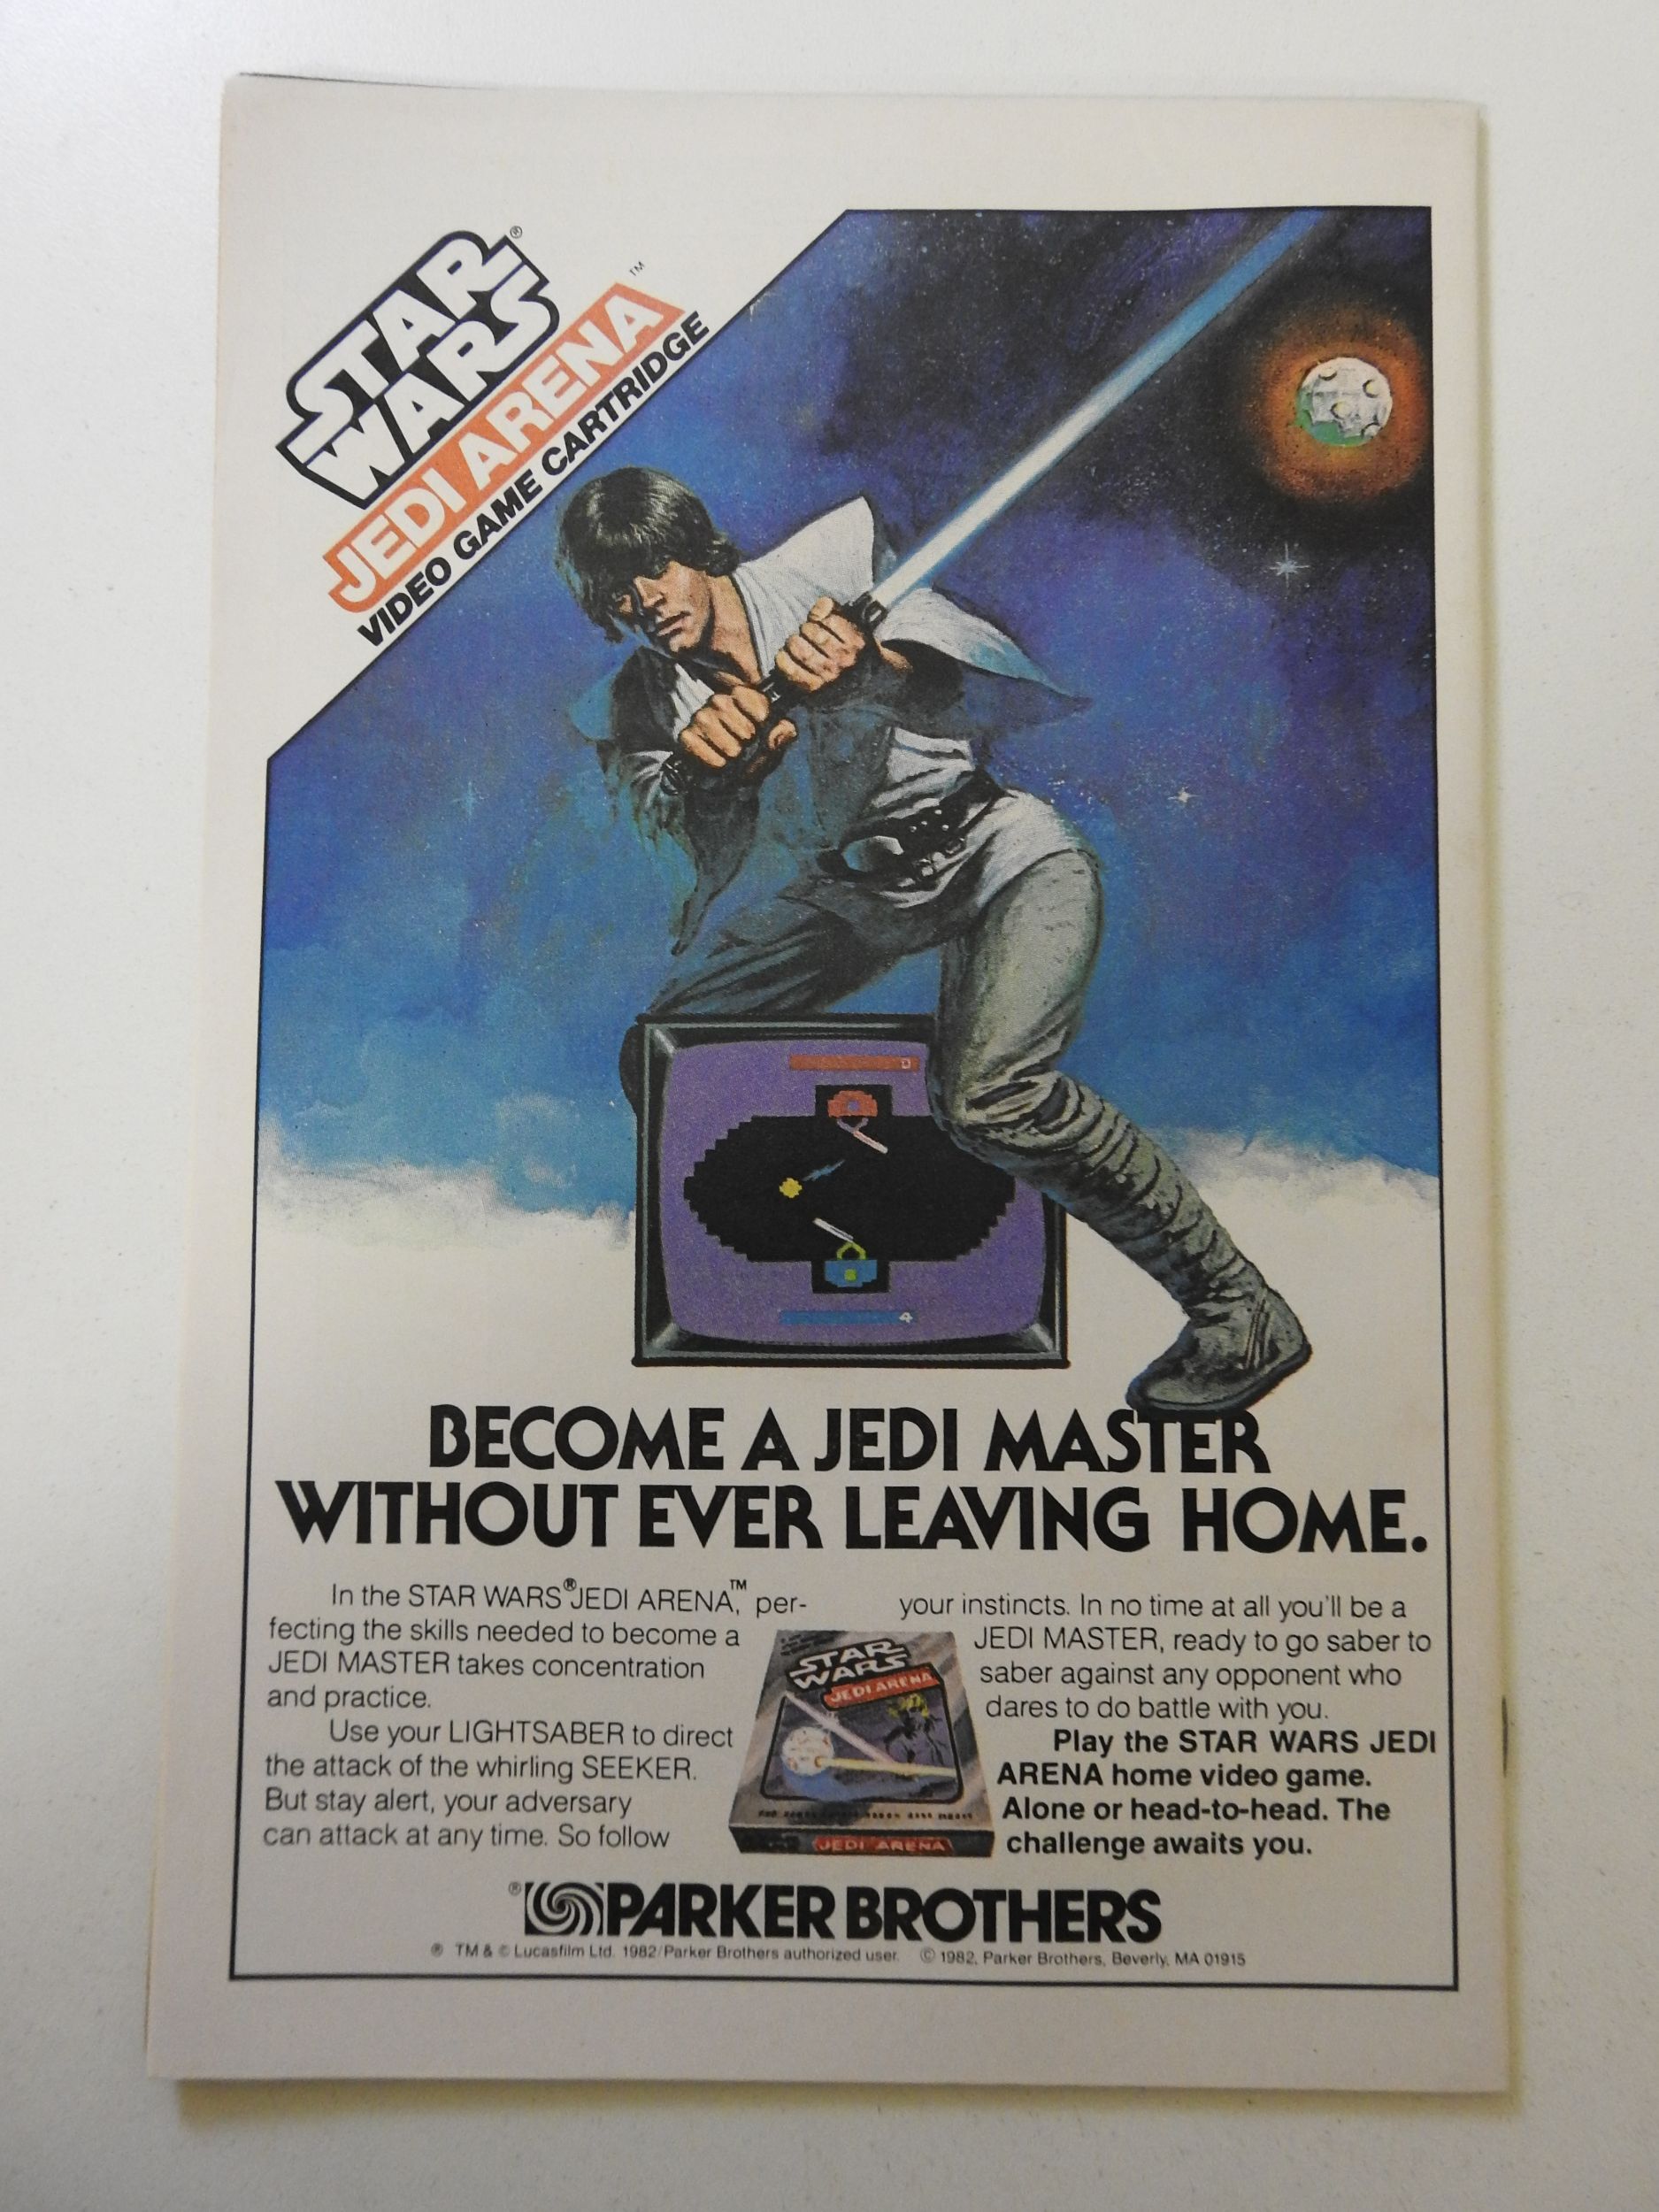 STAR
WARS®
JEDI ARENA™
VIDEO GAME CARTRIDGE
8
4
BECOME A JEDI MASTER
WITHOUT EVER LEAVING HOME.
In the STAR WARS® JEDI ARENA,™ per-
fecting the skills needed to become a
JEDI MASTER takes concentration
and practice.
Use your LIGHTSABER to direct
the attack of the whirling SEEKER.
But stay alert, your adversary
can attack at any time. So follow
your instincts. In no time at all you'll be a
JEDI MASTER, ready to go saber to
saber against any opponent who
dares to do battle with you.
Play the STAR WARS JEDI
ARENA home video game.
Alone or head-to-head. The
challenge awaits you.
STAR
WARS
JEDI ARENA
JEDI ARENA
® PARKER BROTHERS
® TM & © Lucasfilm Ltd. 1982/Parker Brothers authorized user. © 1982, Parker Brothers, Beverly, MA 01915